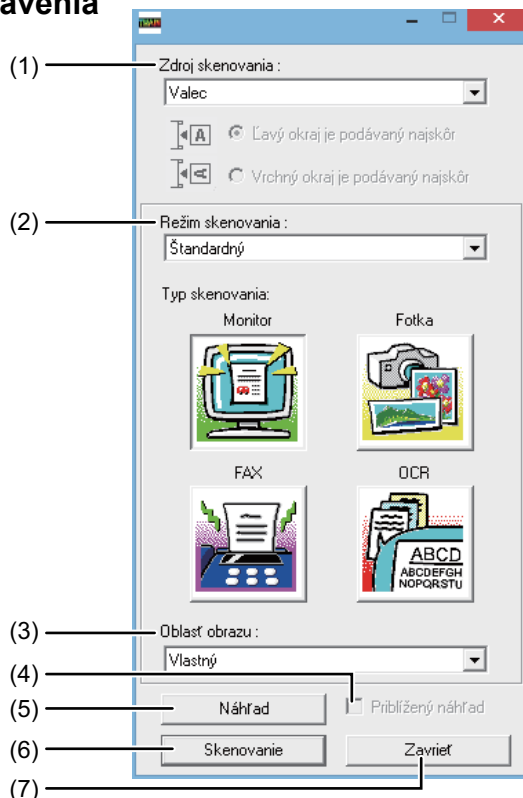 avenia
TWAIN
(1)
Zdroj skenovania :
Valec
A
Ľavý okraj je podávaný najskôr
A
Vrchný okraj je podávaný najskôr
(2)
Režim skenovania :
Štandardný
Typ skenovania:
Monitor Fotka
FAX OCR
ABCD
ABCDEFGH
NOPQRSTU
(3)
Oblasť obrazu :
Vlastný
(4)
(5)
Náhľad Priblížený náhľad
(6)
Skenovanie Zavrieť
(7)